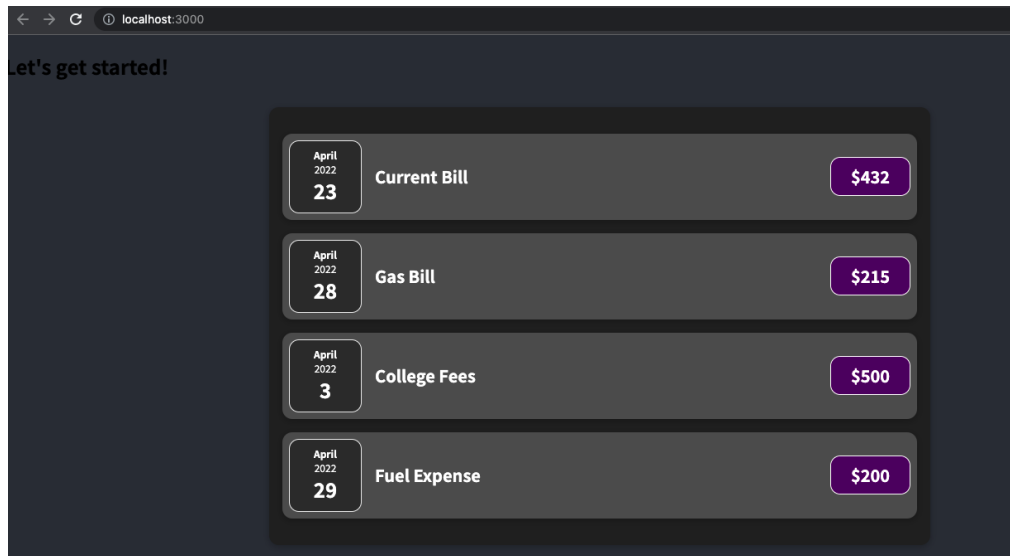 localhost:3000
Let's get started!
April
2022
23
Current Bill
$432
April
2022
28
Gas Bill
$215
April
2022
3
College Fees
$500
April
2022
29
Fuel Expense
$200